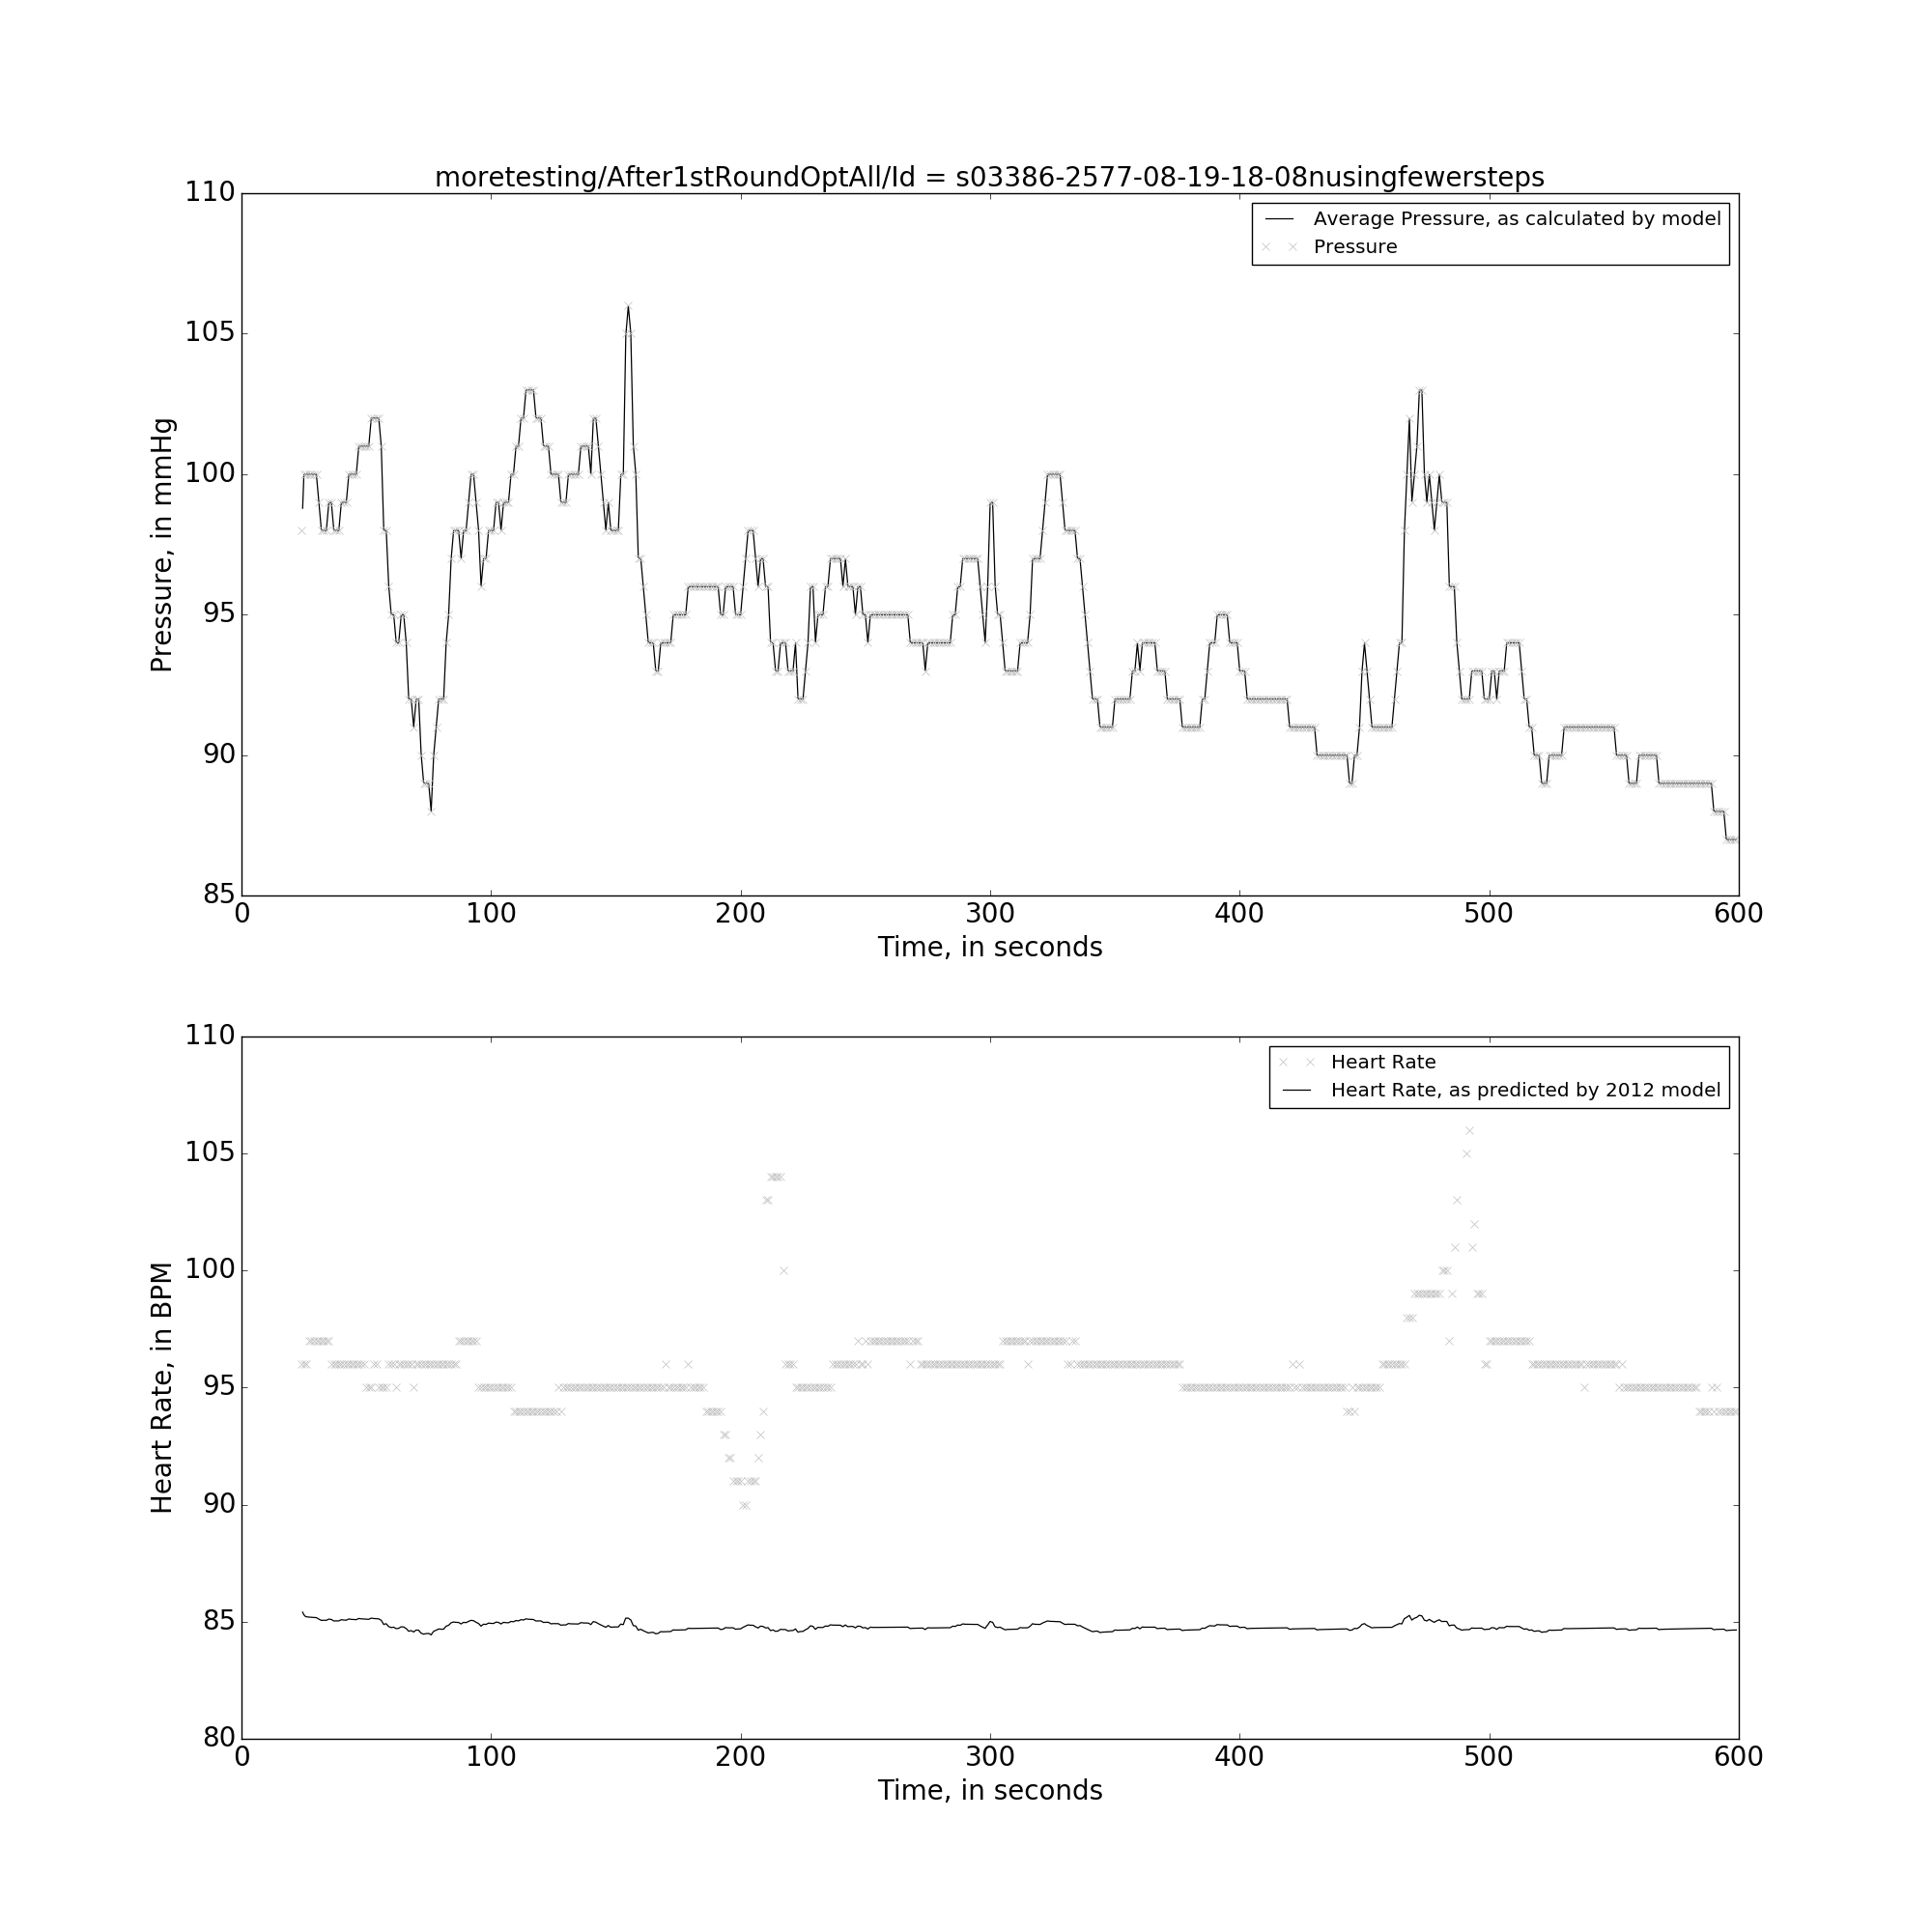 moretesting/After1stRoundOptAll/Id = s03386-2577-08-19-18-08nusingfewersteps
110
105
100
95
90
85
Pressure, in mmHg
Average Pressure, as calculated by model
Pressure
0 100 200 300 400 500 600
Time, in seconds
110
105
100
95
90
85
80
Heart Rate, in BPM
Heart Rate
Heart Rate, as predicted by 2012 model
0 100 200 300 400 500 600
Time, in seconds